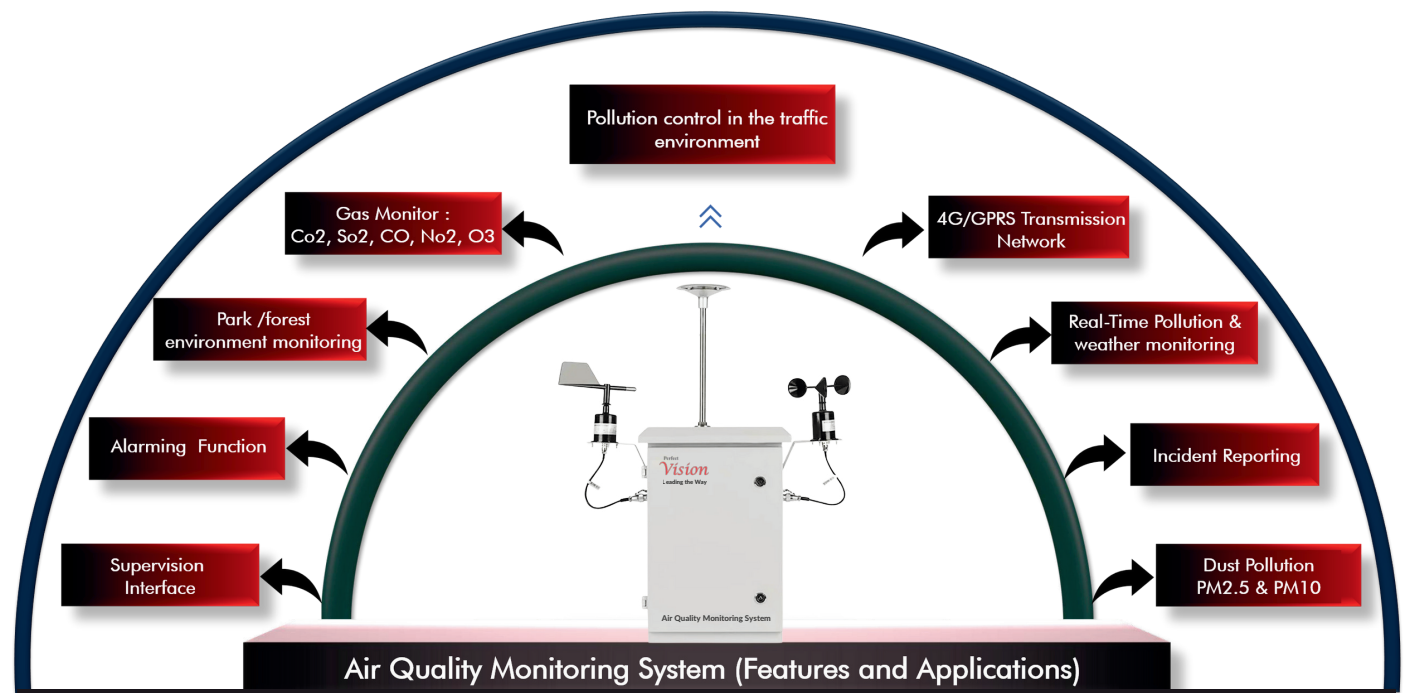 Pollution control in the traffic
environment
Gas Monitor :
Co2, So2, CO, No2, O3
4G/GPRS Transmission
Network
Park /forest
environment monitoring
Real-Time Pollution &
weather monitoring
Alarming Function
Incident Reporting
Supervision
Interface
Dust Pollution
PM2.5 & PM10
Perfect
Vision
Leading the Way
Air Quality Monitoring System
Air Quality Monitoring System (Features and Applications)